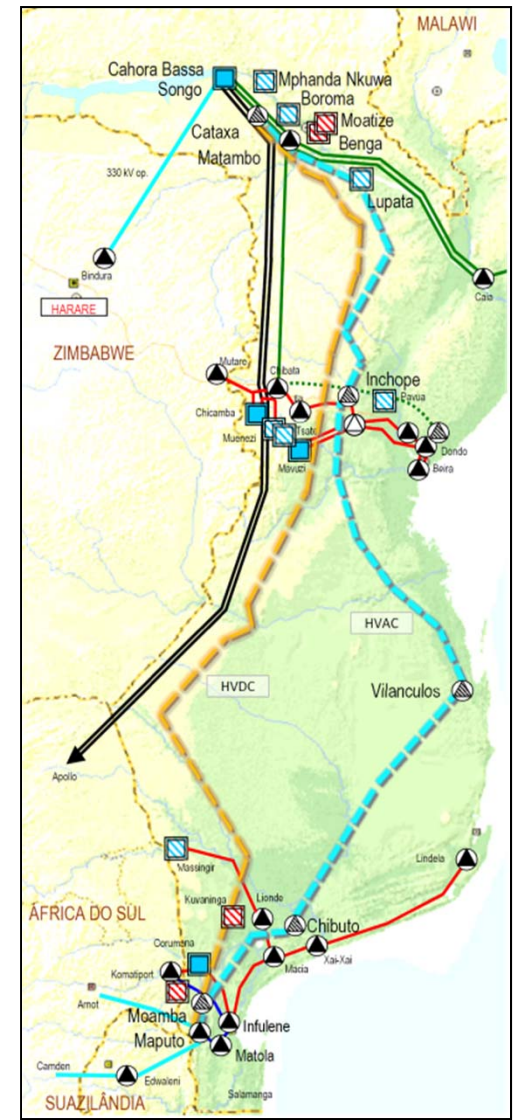 MALAWI
Cahora Bassa
Songo
Mphanda Nkuwa
Boroma
Moatize
Benga
Cataxa
Matambo
Lupata
330 kV op.
Bindura
Caia
HARARE
ZIMBABWE
Mutare
Chibata
Inchope
Pavua
Chicamba
Muenezi
Tsate
Mavuzi
Dondo
Beira
HVAC
HVDC
Vilanculos
Apollo
Massingir
Lindela
Kuvaninga
Lionde
ÁFRICA DO SUL
Chibuto
Corumana
Xai-Xai
Macia
Komatiport
Arnot
Moamba
Infulene
Maputo
Matola
Camden
Edwaleni
Salamanga
SUAZILÂNDIA